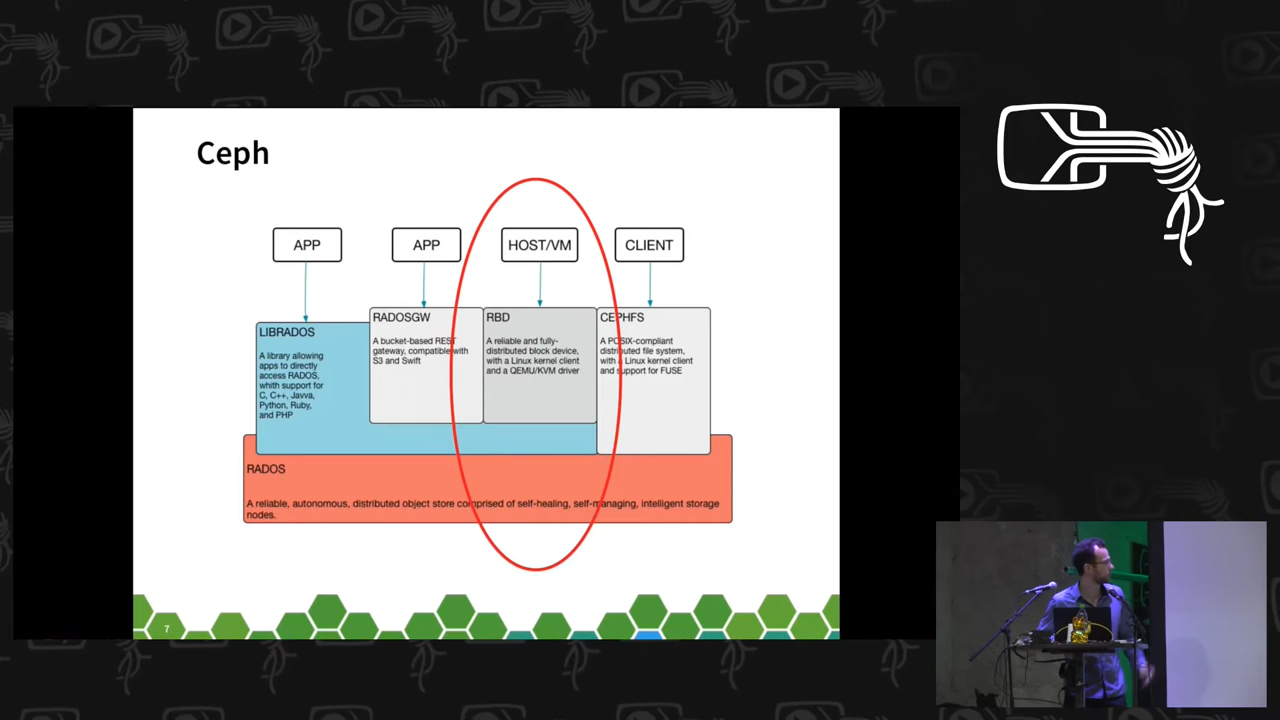 Ceph
APP
APP
HOST/VM
CLIENT
LIBRADOS
A library allowing
apps to directly
access RADOS,
whith support for
C, C++, Javva,
Python, Ruby,
and PHP
RADOSGW
A bucket-based REST
gateway, compatible with
S3 and Swift
RBD
A reliable and fully-
distributed block device,
with a Linux kernel client
and a QEMU/KVM driver
CEPHFS
A POSIX-compliant
distributed file system,
with a Linux kernel client
and support for FUSE
RADOS
A reliable, autonomous, distributed object store comprised of self-healing, self-managing, intelligent storage
nodes.
7